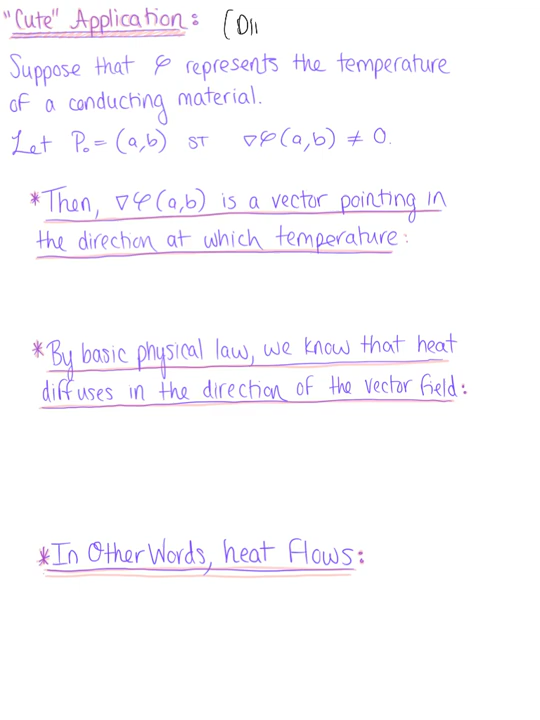 "Cute" Application: (
Suppose that φ represents the temperature
of a conducting material.
Let P₀ = (a,b) ST ∇φ(a,b) ≠ 0.
*Then, ∇φ(a,b) is a vector pointing in
the direction at which temperature:
*By basic physical law, we know that heat
diffuses in the direction of the vector field:
*In Other Words, heat Flows: